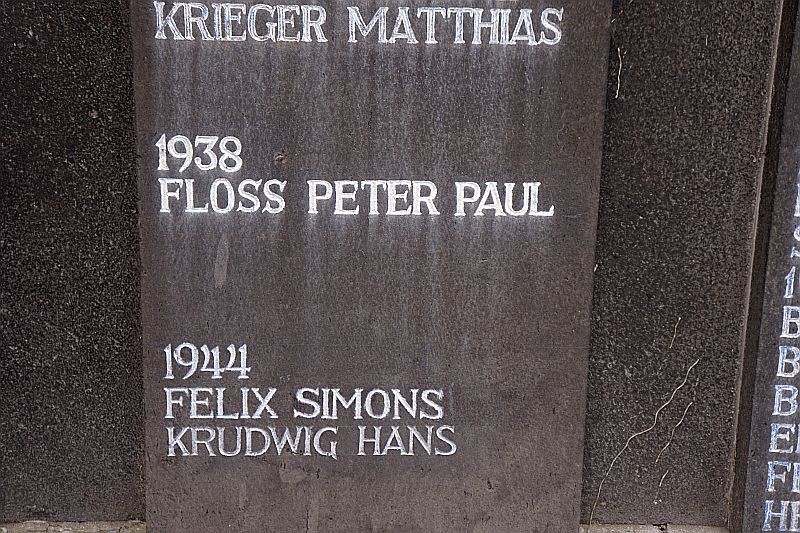 KRIEGER MATTHIAS
1938
FLOSS PETER PAUL
1944
FELIX SIMONS
KRUDWIG HANS